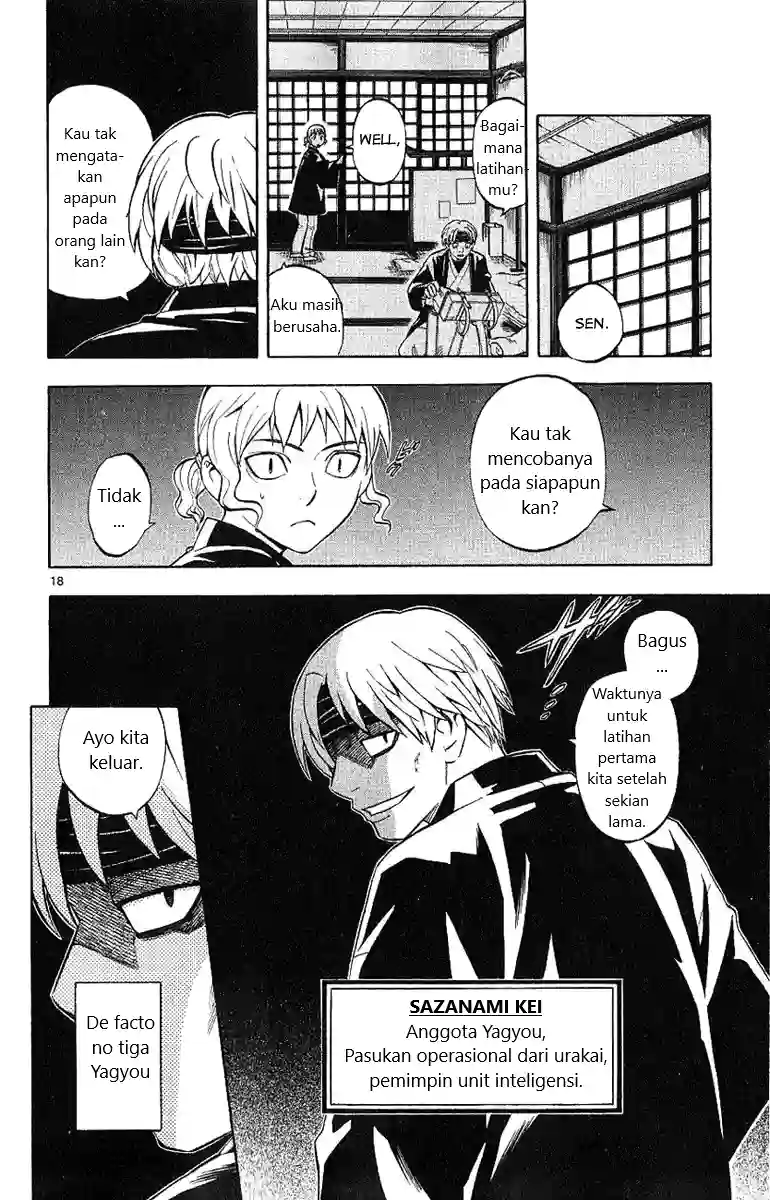 SEN.
Bagai-
mana
latihan-
mu?
WELL,
Aku masih
berusaha.
Kau tak
mengata-
kan
apapun
pada
orang lain
kan?
Kau tak
mencobanya
pada siapapun
kan?
Tidak
...
18
Bagus
...
Waktunya
untuk
latihan
pertama
kita setelah
sekian
lama.
Ayo kita
keluar.
SAZANAMI KEI
Anggota Yagyou,
Pasukan operasional dari urakai,
pemimpin unit inteligensi.
De facto
no tiga
Yagyou